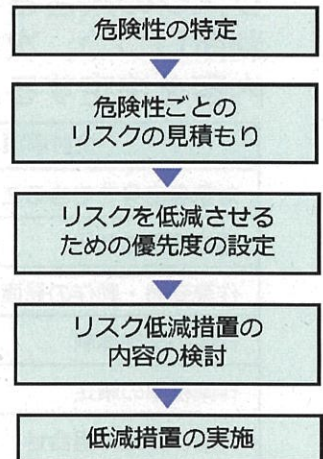 危険性の特定
危険性ごとの
リスクの見積もり
リスクを低減させる
ための優先度の設定
リスク低減措置の
内容の検討
低減措置の実施